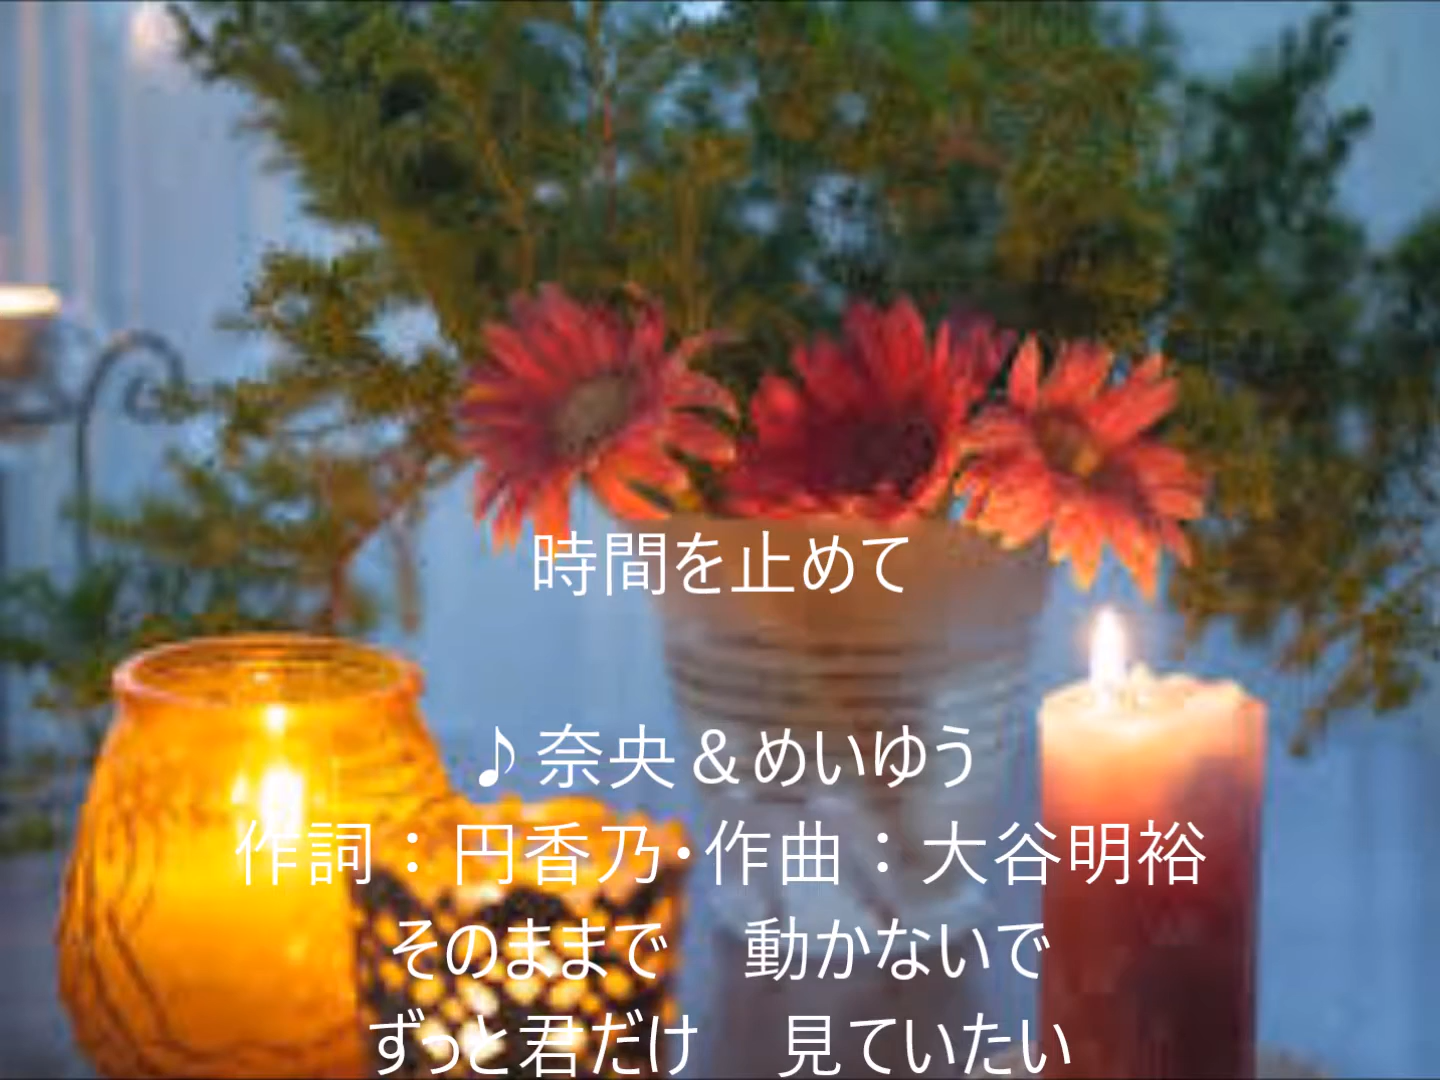 時間を止めて
♪奈央＆めいゆう
作詞：円香乃・作曲：大谷明裕
そのままで　動かないで
ずっと君だけ　見ていたい